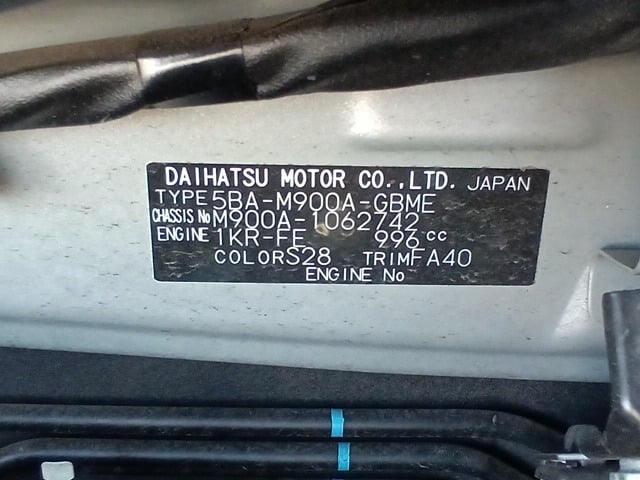 DAIHATSU MOTOR CO.,LTD. JAPAN
TYPE 5BA-M900A-GBME
CHASSIS No M900A-1062742
ENGINE 1KR-FE 996 cc
COLOR S28 TRIM FA40
ENGINE No